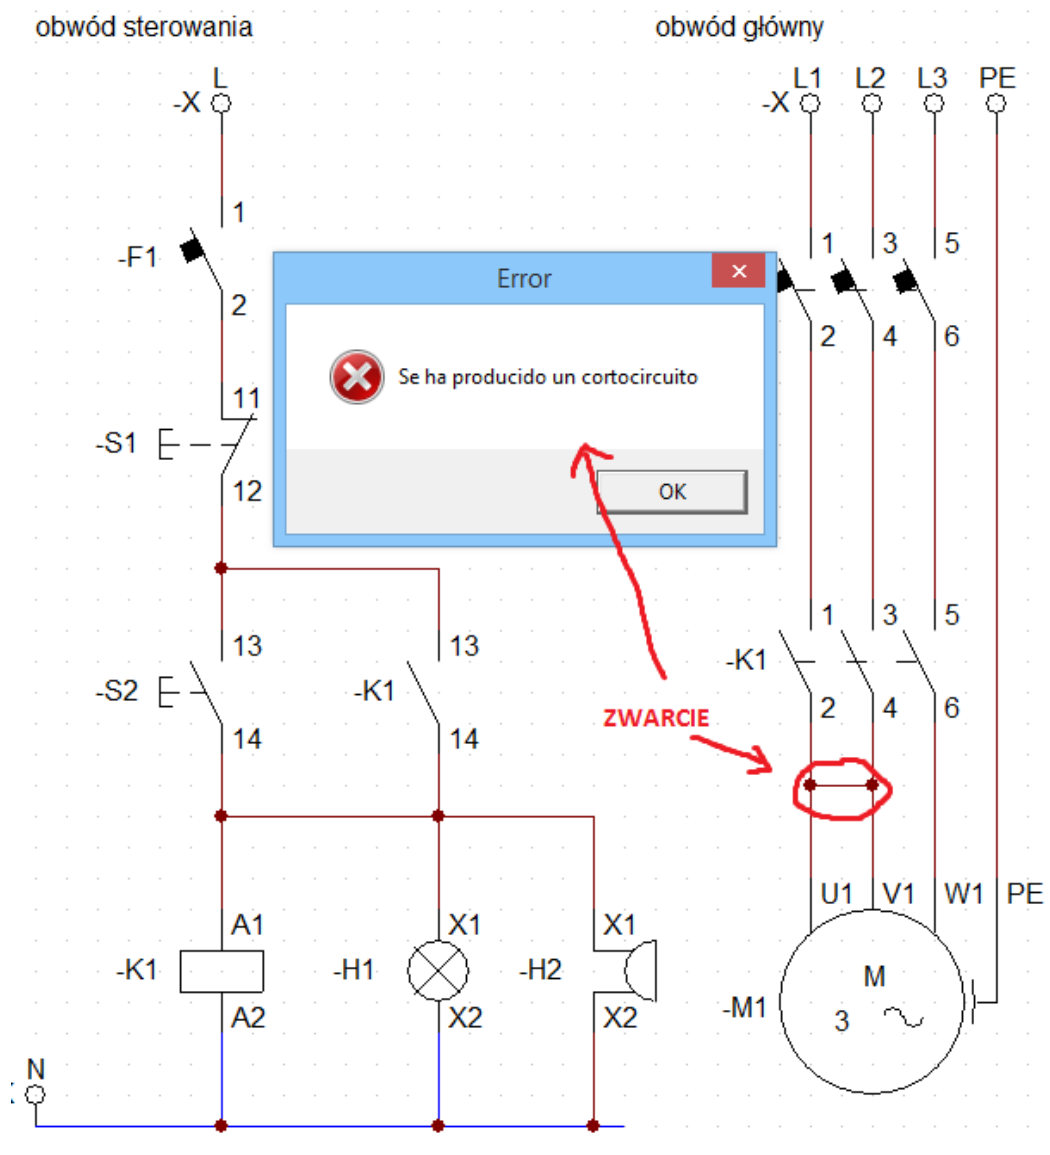 obwód sterowania
obwód główny
L
-X
L1 L2 L3 PE
-X
1
-F1
2
1 3 5
2 4 6
Error
Se ha producido un cortocircuito
OK
11
-S1
12
13
-S2
14
13
-K1
14
1 3 5
-K1
2 4 6
ZWARCIE
U1 V1 W1 PE
A1
-K1
A2
X1
-H1
X2
X1
-H2
X2
M
-M1
3
N